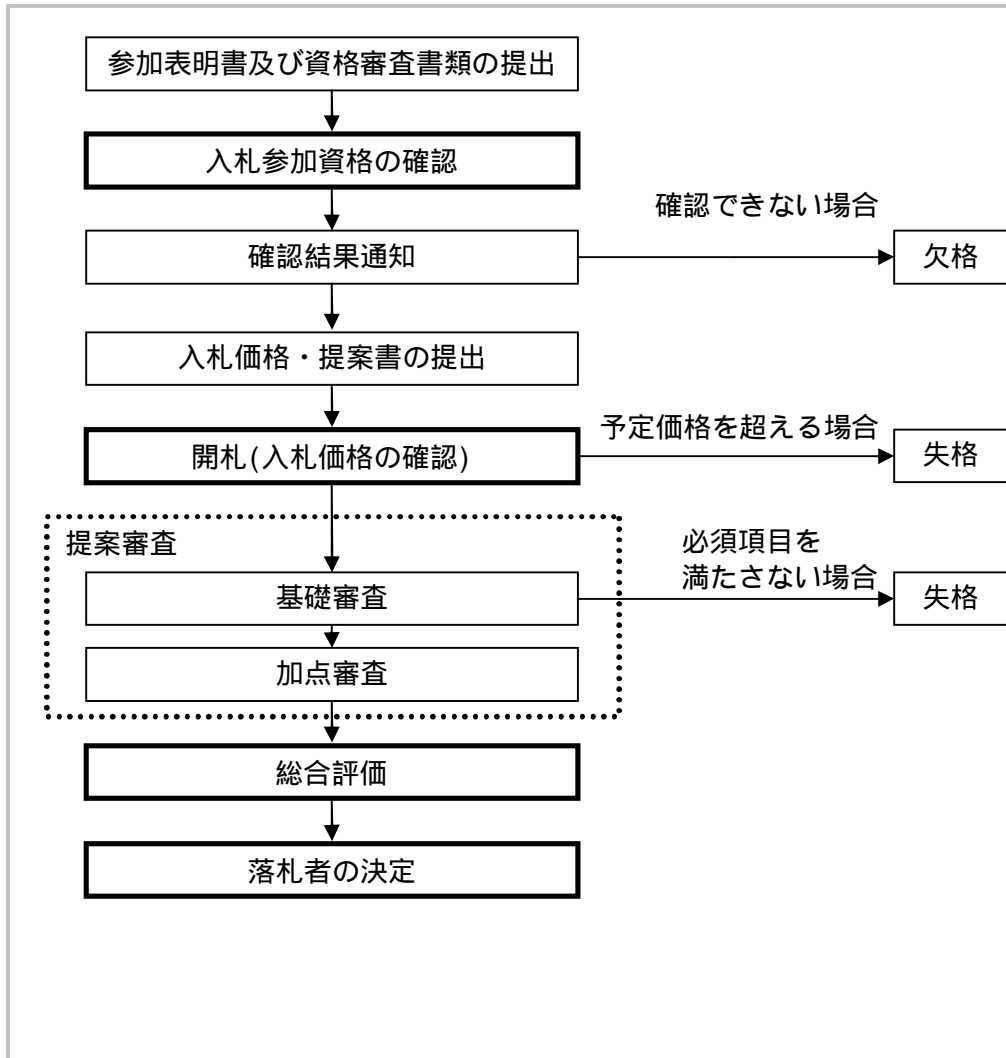 参加表明書及び資格審査書類の提出
入札参加資格の確認
確認できない場合
確認結果通知
欠格
入札価格・提案書の提出
予定価格を超える場合
開札(入札価格の確認)
失格
提案審査
必須項目を
満たさない場合
基礎審査
失格
加点審査
総合評価
落札者の決定